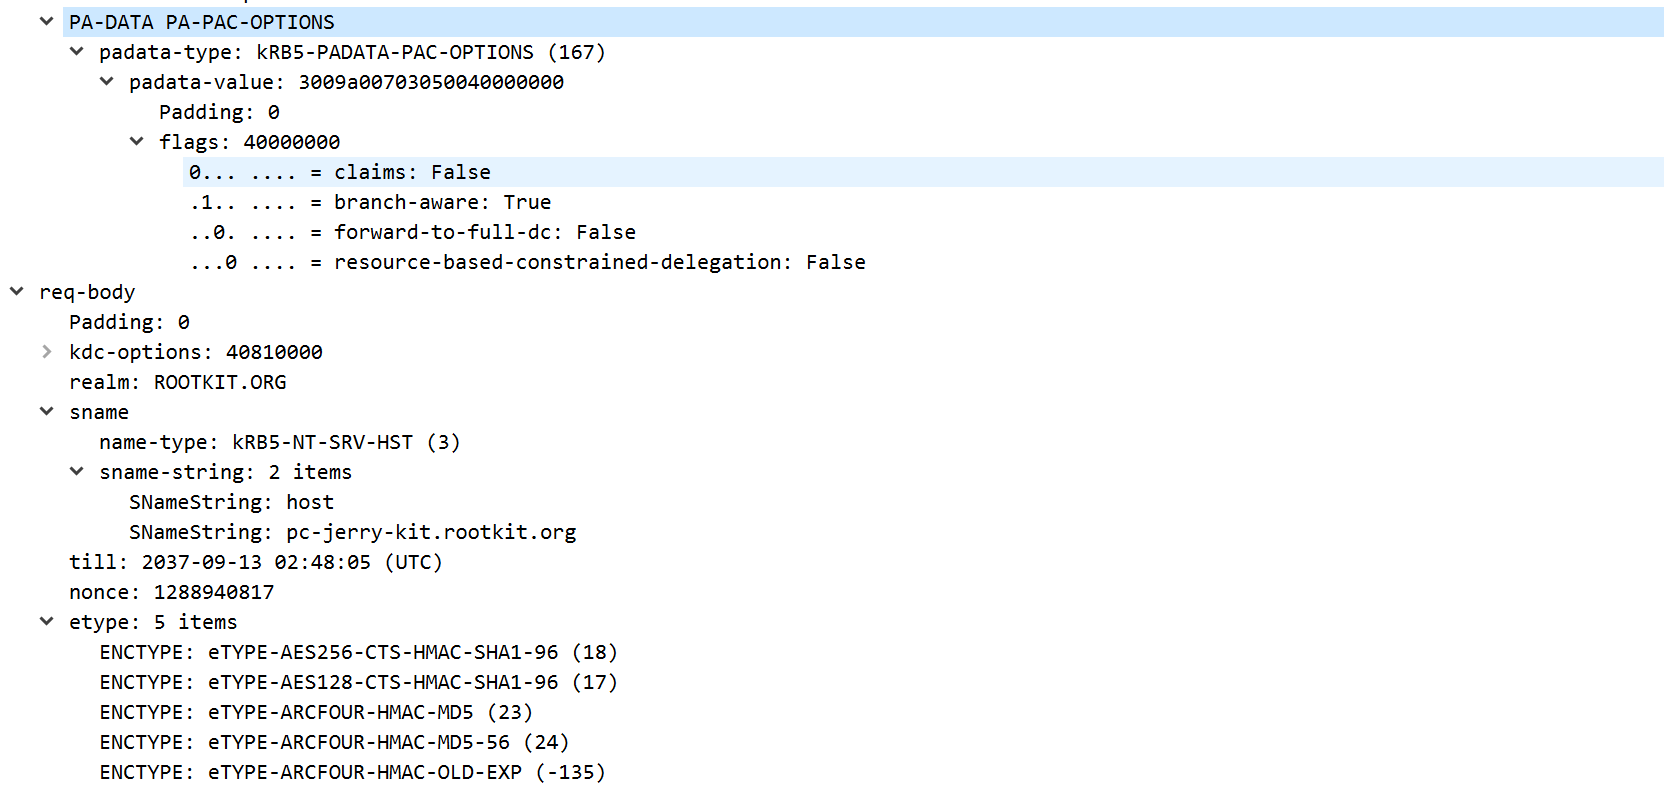 PA-DATA PA-PAC-OPTIONS
padata-type: kRB5-PADATA-PAC-OPTIONS (167)
padata-value: 3009a00703050040000000
Padding: 0
flags: 40000000
0... .... = claims: False
.1.. .... = branch-aware: True
..0. .... = forward-to-full-dc: False
...0 .... = resource-based-constrained-delegation: False
req-body
Padding: 0
kdc-options: 40810000
realm: ROOTKIT.ORG
sname
name-type: kRB5-NT-SRV-HST (3)
sname-string: 2 items
SNameString: host
SNameString: pc-jerry-kit.rootkit.org
till: 2037-09-13 02:48:05 (UTC)
nonce: 1288940817
etype: 5 items
ENCTYPE: eTYPE-AES256-CTS-HMAC-SHA1-96 (18)
ENCTYPE: eTYPE-AES128-CTS-HMAC-SHA1-96 (17)
ENCTYPE: eTYPE-ARCFOUR-HMAC-MD5 (23)
ENCTYPE: eTYPE-ARCFOUR-HMAC-MD5-56 (24)
ENCTYPE: eTYPE-ARCFOUR-HMAC-OLD-EXP (-135)